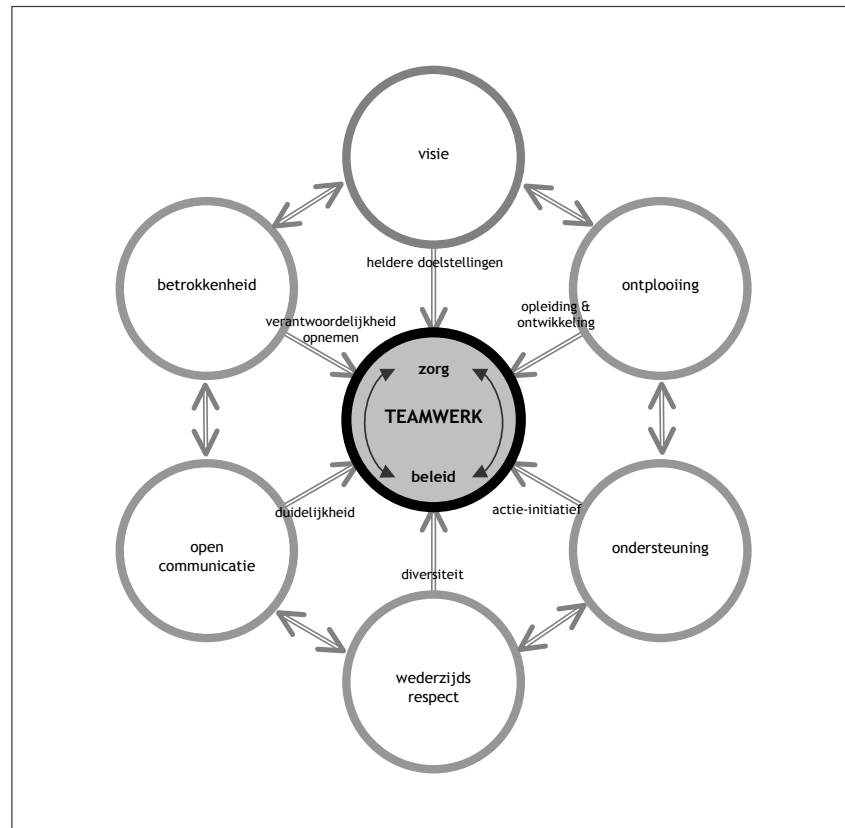 visie
heldere doelstellingen
betrokkenheid
ontplooiing
verantwoordelijkheid
opnemen
opleiding &
ontwikkeling
zorg
TEAMWERK
beleid
duidelijkheid
actie-initiatief
open
communicatie
ondersteuning
diversiteit
wederzijds
respect